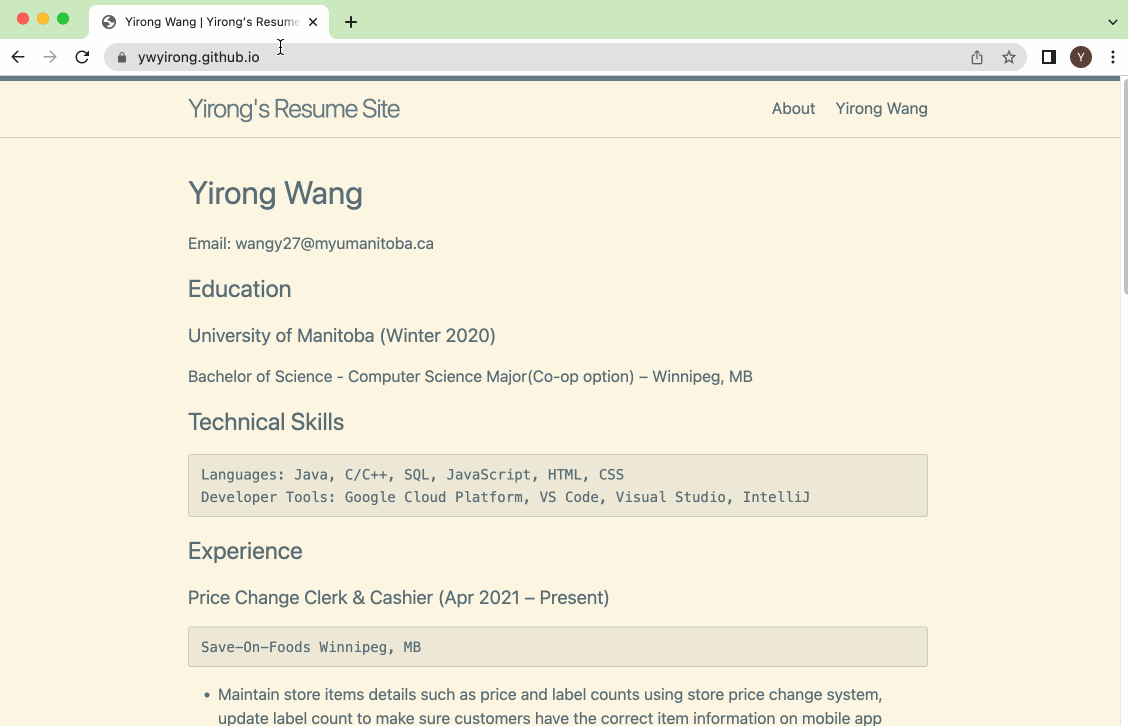 Yirong Wang | Yirong's Resume
ywyirong.github.io
Y
Yirong's Resume Site
About Yirong Wang
Yirong Wang
Email: wangy27@myumanitoba.ca
Education
University of Manitoba (Winter 2020)
Bachelor of Science - Computer Science Major(Co-op option) – Winnipeg, MB
Technical Skills
Languages: Java, C/C++, SQL, JavaScript, HTML, CSS
Developer Tools: Google Cloud Platform, VS Code, Visual Studio, IntelliJ
Experience
Price Change Clerk & Cashier (Apr 2021 – Present)
Save-On-Foods Winnipeg, MB
• Maintain store items details such as price and label counts using store price change system,
update label count to make sure customers have the correct item information on mobile app